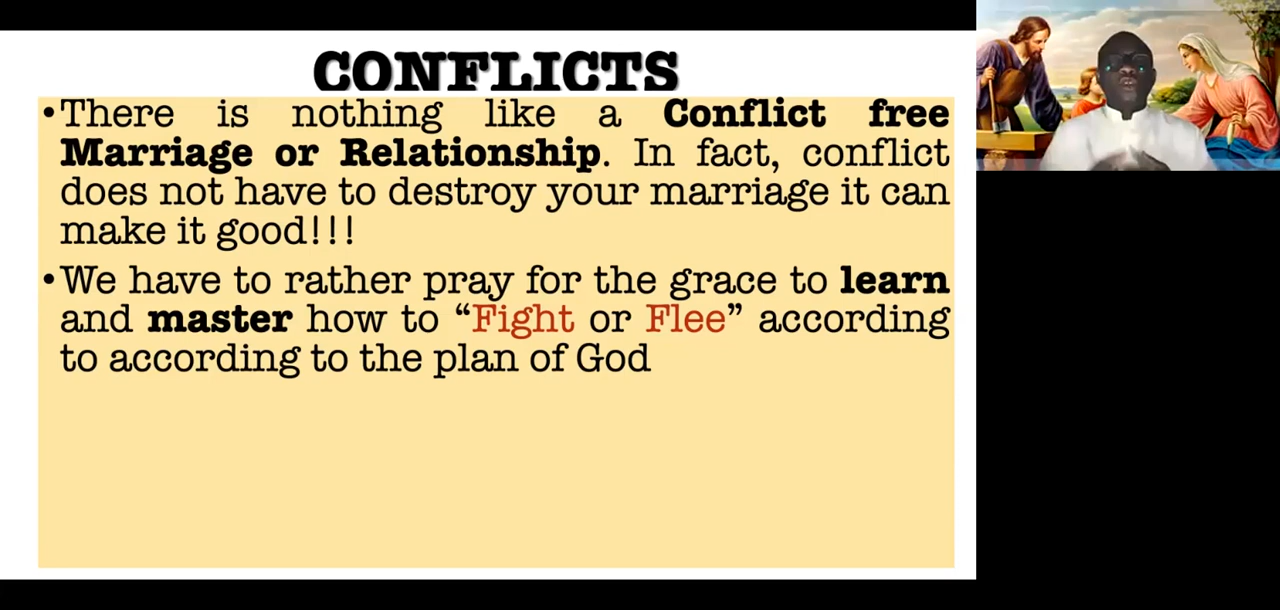 CONFLICTS
•There is nothing like a Conflict free
Marriage or Relationship. In fact, conflict
does not have to destroy your marriage it can
make it good!!!
•We have to rather pray for the grace to learn
and master how to “Fight or Flee” according
to according to the plan of God